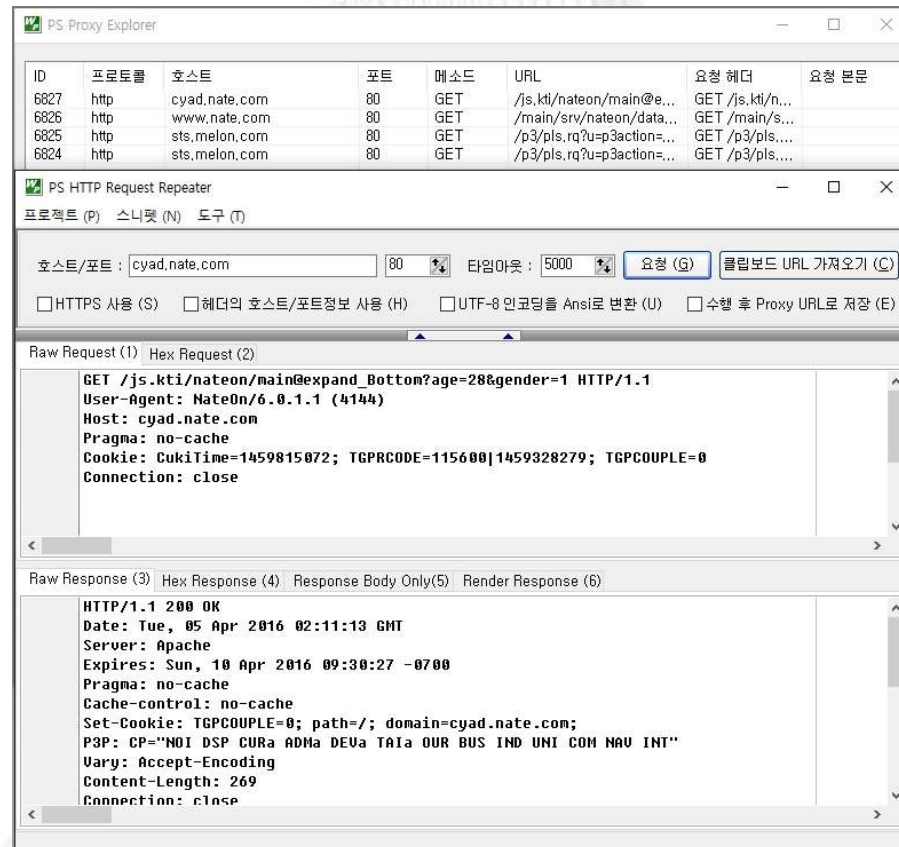 PS Proxy Explorer
ID 프로토콜 호스트 포트 메소드 URL 요청 헤더 요청 본문
6827 http cyad.nate.com 80 GET /js.kti/nateon/main@e... GET /js.kti/n...
6826 http www.nate.com 80 GET /main/srv/nateon/data... GET /main/s...
6825 http sts.melon.com 80 GET /p3/pls.rq?u=p3action=... GET /p3/pls....
6824 http sts.melon.com 80 GET /p3/pls.rq?u=p3action=... GET /p3/pls....
PS HTTP Request Repeater
프로젝트 (P) 스니펫 (N) 도구 (T)
호스트/포트 : cyad.nate.com 80 타임아웃 : 5000 요청 (G) 클립보드 URL 가져오기 (C)
HTTPS 사용 (S) 헤더의 호스트/포트정보 사용 (H) UTF-8 인코딩을 Ansi로 변환 (U) 수행 후 Proxy URL로 저장 (E)
Raw Request (1) Hex Request (2)
GET /js.kti/nateon/main@expand_Bottom?age=28&gender=1 HTTP/1.1
User-Agent: NateOn/6.0.1.1 (4144)
Host: cyad.nate.com
Pragma: no-cache
Cookie: CukiTime=1459815072; TGPRCODE=115600|1459328279; TGPCOUPLE=0
Connection: close
Raw Response (3) Hex Response (4) Response Body Only(5) Render Response (6)
HTTP/1.1 200 OK
Date: Tue, 05 Apr 2016 02:11:13 GMT
Server: Apache
Expires: Sun, 10 Apr 2016 09:30:27 -0700
Pragma: no-cache
Cache-control: no-cache
Set-Cookie: TGPCOUPLE=0; path=/; domain=cyad.nate.com;
P3P: CP="NOI DSP CURa ADMa DEVa TAIa OUR BUS IND UNI COM NAV INT"
Vary: Accept-Encoding
Content-Length: 269
Connection: close